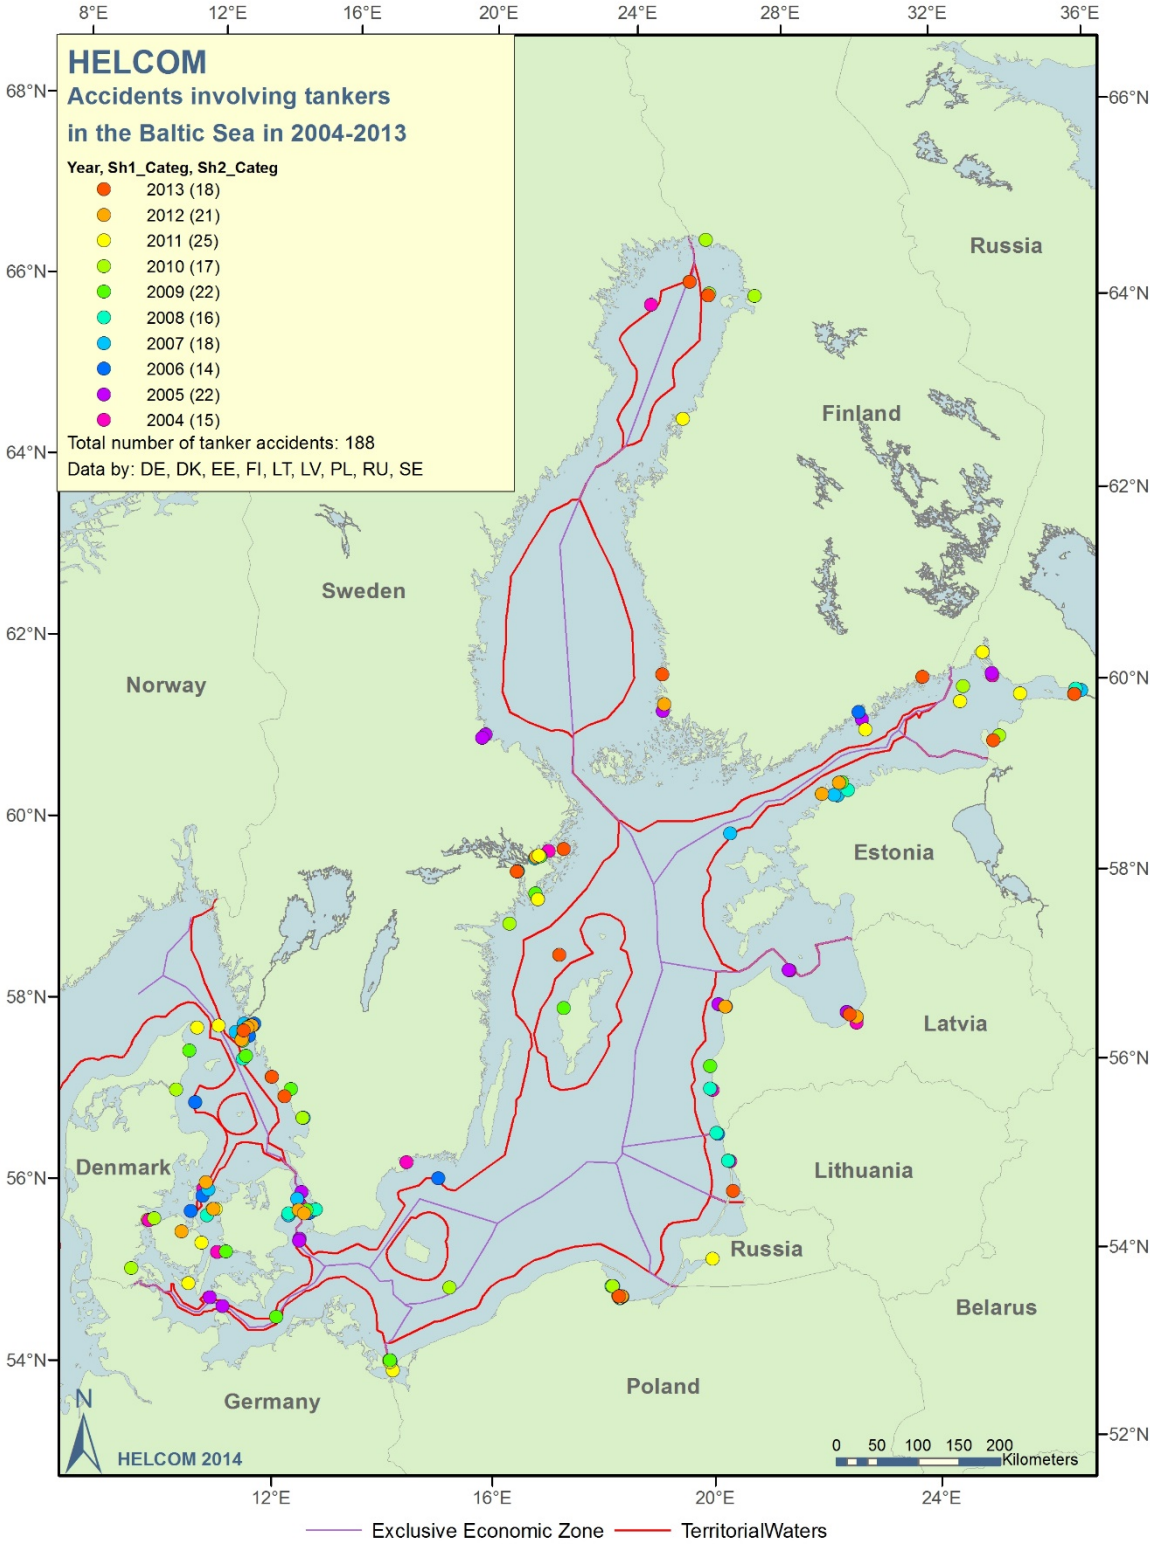 8°E 12°E 16°E 20°E 24°E 28°E 32°E 36°E
HELCOM
Accidents involving tankers
in the Baltic Sea in 2004-2013
Year, Sh1_Categ, Sh2_Categ
2013 (18)
2012 (21)
2011 (25)
2010 (17)
2009 (22)
2008 (16)
2007 (18)
2006 (14)
2005 (22)
2004 (15)
Total number of tanker accidents: 188
Data by: DE, DK, EE, FI, LT, LV, PL, RU, SE
68°N
66°N
Russia
66°N
64°N
Finland
64°N
62°N
Sweden
62°N
60°N
Norway
60°N
Estonia
58°N
58°N
Latvia
56°N
Denmark
56°N
Lithuania
Russia
54°N
Belarus
54°N
Poland
Germany
N
52°N
HELCOM 2014
0 50 100 150 200
Kilometers
12°E 16°E 20°E 24°E
Exclusive Economic Zone TerritorialWaters